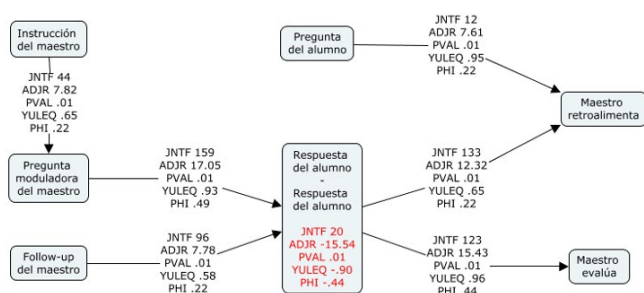 Instrucción
del maestro
JNTF 44
ADJR 7.82
PVAL .01
YULEQ .65
PHI .22
Pregunta
moduladora
del maestro
JNTF 159
ADJR 17.05
PVAL .01
YULEQ .93
PHI .49
Follow-up
del maestro
JNTF 96
ADJR 7.78
PVAL .01
YULEQ .58
PHI .22
Pregunta
del alumno
JNTF 12
ADJR 7.61
PVAL .01
YULEQ .95
PHI .22
Respuesta
del alumno
-
Respuesta
del alumno
JNTF 20
ADJR -15.54
PVAL .01
YULEQ -.90
PHI -.44
JNTF 133
ADJR 12.32
PVAL .01
YULEQ .65
PHI .22
Maestro
retroalimenta
JNTF 123
ADJR 15.43
PVAL .01
YULEQ .96
PHI .44
Maestro
evalúa